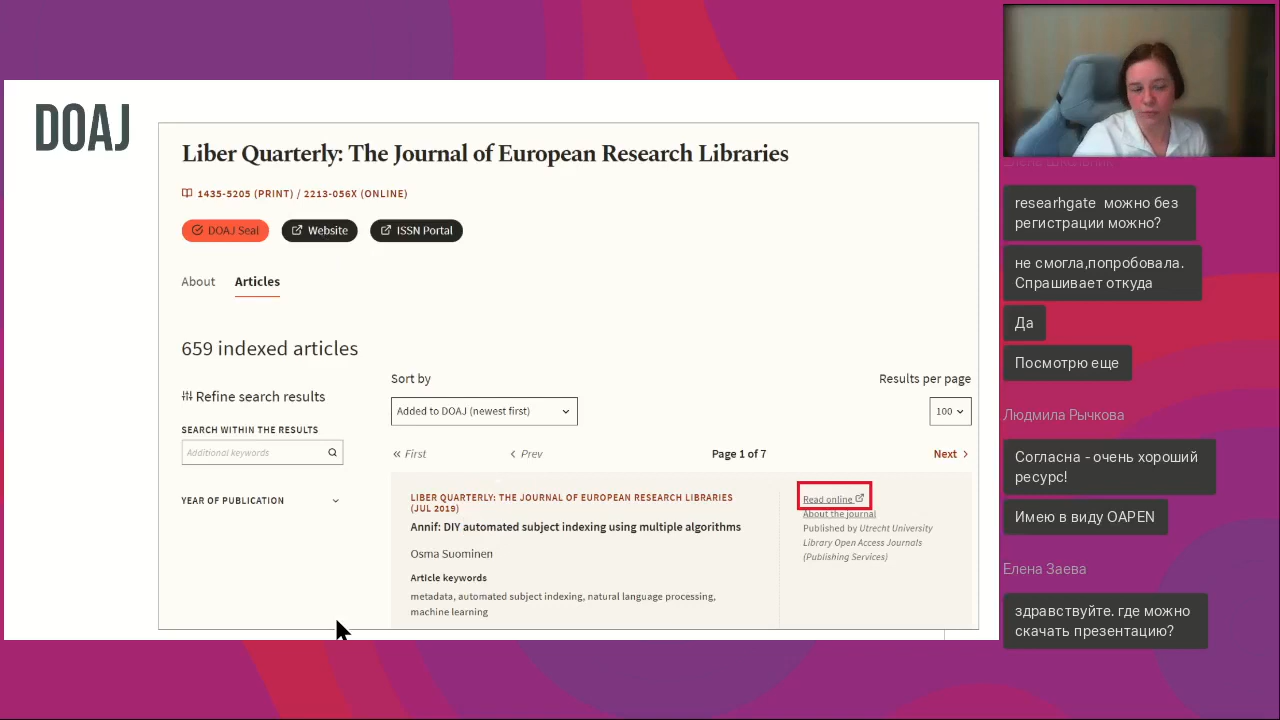 DOAJ
Liber Quarterly: The Journal of European Research Libraries
1435-5205 (PRINT) / 2213-056X (ONLINE)
DOAJ Seal
Website
ISSN Portal
About
Articles
659 indexed articles
Sort by
Results per page
Refine search results
Added to DOAJ (newest first)
100
SEARCH WITHIN THE RESULTS
Additional keywords
« First
‹ Prev
Page 1 of 7
Next ›
YEAR OF PUBLICATION
LIBER QUARTERLY: THE JOURNAL OF EUROPEAN RESEARCH LIBRARIES
(JUL 2019)
Annif: DIY automated subject indexing using multiple algorithms
Osma Suominen
Article keywords
metadata, automated subject indexing, natural language processing,
machine learning
Read online
About the journal
Published by Utrecht University
Library Open Access Journals
(Publishing Services)
researhgate можно без
регистрации можно?
не смогла,попробовала.
Спрашивает откуда
Да
Посмотрю еще
Людмила Рычкова
Согласна - очень хороший
ресурс!
Имею в виду OAPEN
Елена Заева
здравствуйте. где можно
скачать презентацию?